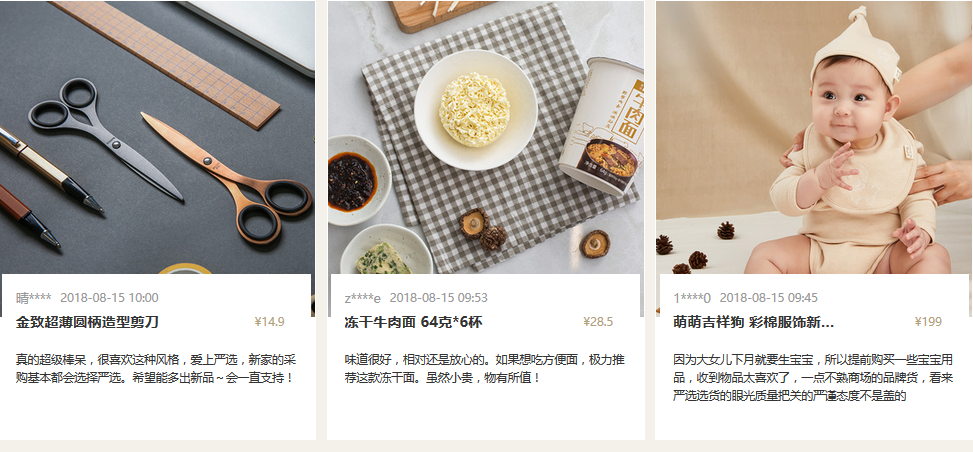 牛肉面
晴****  2018-08-15 10:00
金致超薄圆柄造型剪刀  ¥14.9
真的超级棒呆，很喜欢这种风格，爱上严选，新家的采
购基本都会选择严选。希望能多出新品～会一直支持！
z****e  2018-08-15 09:53
冻干牛肉面 64克*6杯  ¥28.5
味道很好，相对还是放心的。如果想吃方便面，极力推
荐这款冻干面。虽然小贵，物有所值！
1****0  2018-08-15 09:45
萌萌吉祥狗 彩棉服饰新...  ¥199
因为大女儿下月就要生宝宝，所以提前购买一些宝宝用
品，收到物品太喜欢了，一点不熟商场的品牌货，看来
严选选货的眼光质量把关的严谨态度不是盖的